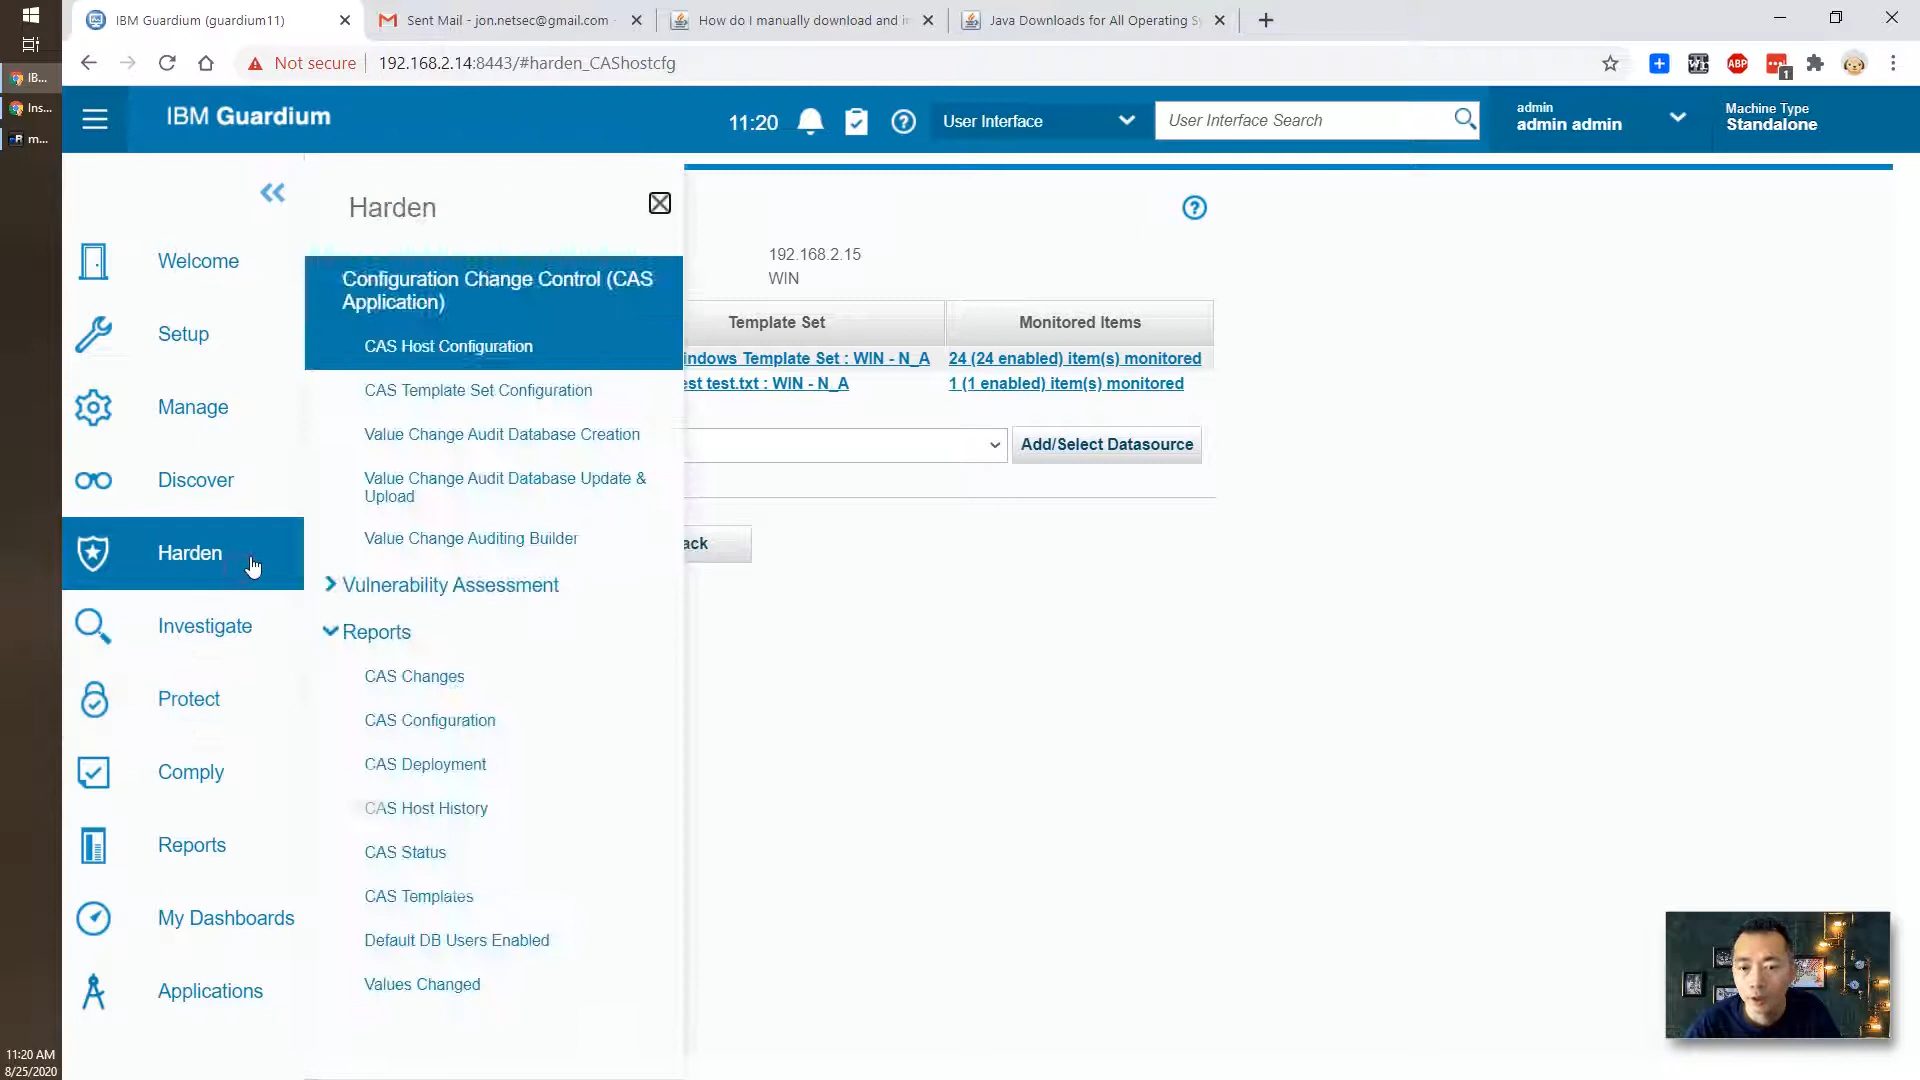 IBM Guardium (guardium11)
Sent Mail - jon.netsec@gmail.com -
How do I manually download and i
Java Downloads for All Operating Sy
IB...
Ins...
m...
Not secure
192.168.2.14:8443/#harden_CAShostcfg
ABP
1
IBM Guardium
11:20
User Interface
User Interface Search
admin
admin admin
Machine Type
Standalone
Welcome
Setup
Manage
Discover
Harden
Investigate
Protect
Comply
Reports
My Dashboards
Applications
Harden
Configuration Change Control (CAS
Application)
CAS Host Configuration
CAS Template Set Configuration
Value Change Audit Database Creation
Value Change Audit Database Update &
Upload
Value Change Auditing Builder
Vulnerability Assessment
Reports
CAS Changes
CAS Configuration
CAS Deployment
CAS Host History
CAS Status
CAS Templates
Default DB Users Enabled
Values Changed
192.168.2.15
WIN
Template Set
Monitored Items
indows Template Set : WIN - N_A
24 (24 enabled) item(s) monitored
est test.txt : WIN - N_A
1 (1 enabled) item(s) monitored
Add/Select Datasource
ack
11:20 AM
8/25/2020